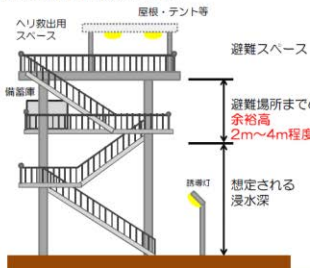 屋根・テント等
ヘリ救出用
スペース
避難スペース
備蓄庫
避難場所までの
余裕高
2m～4m程度
誘導灯
想定される
浸水深